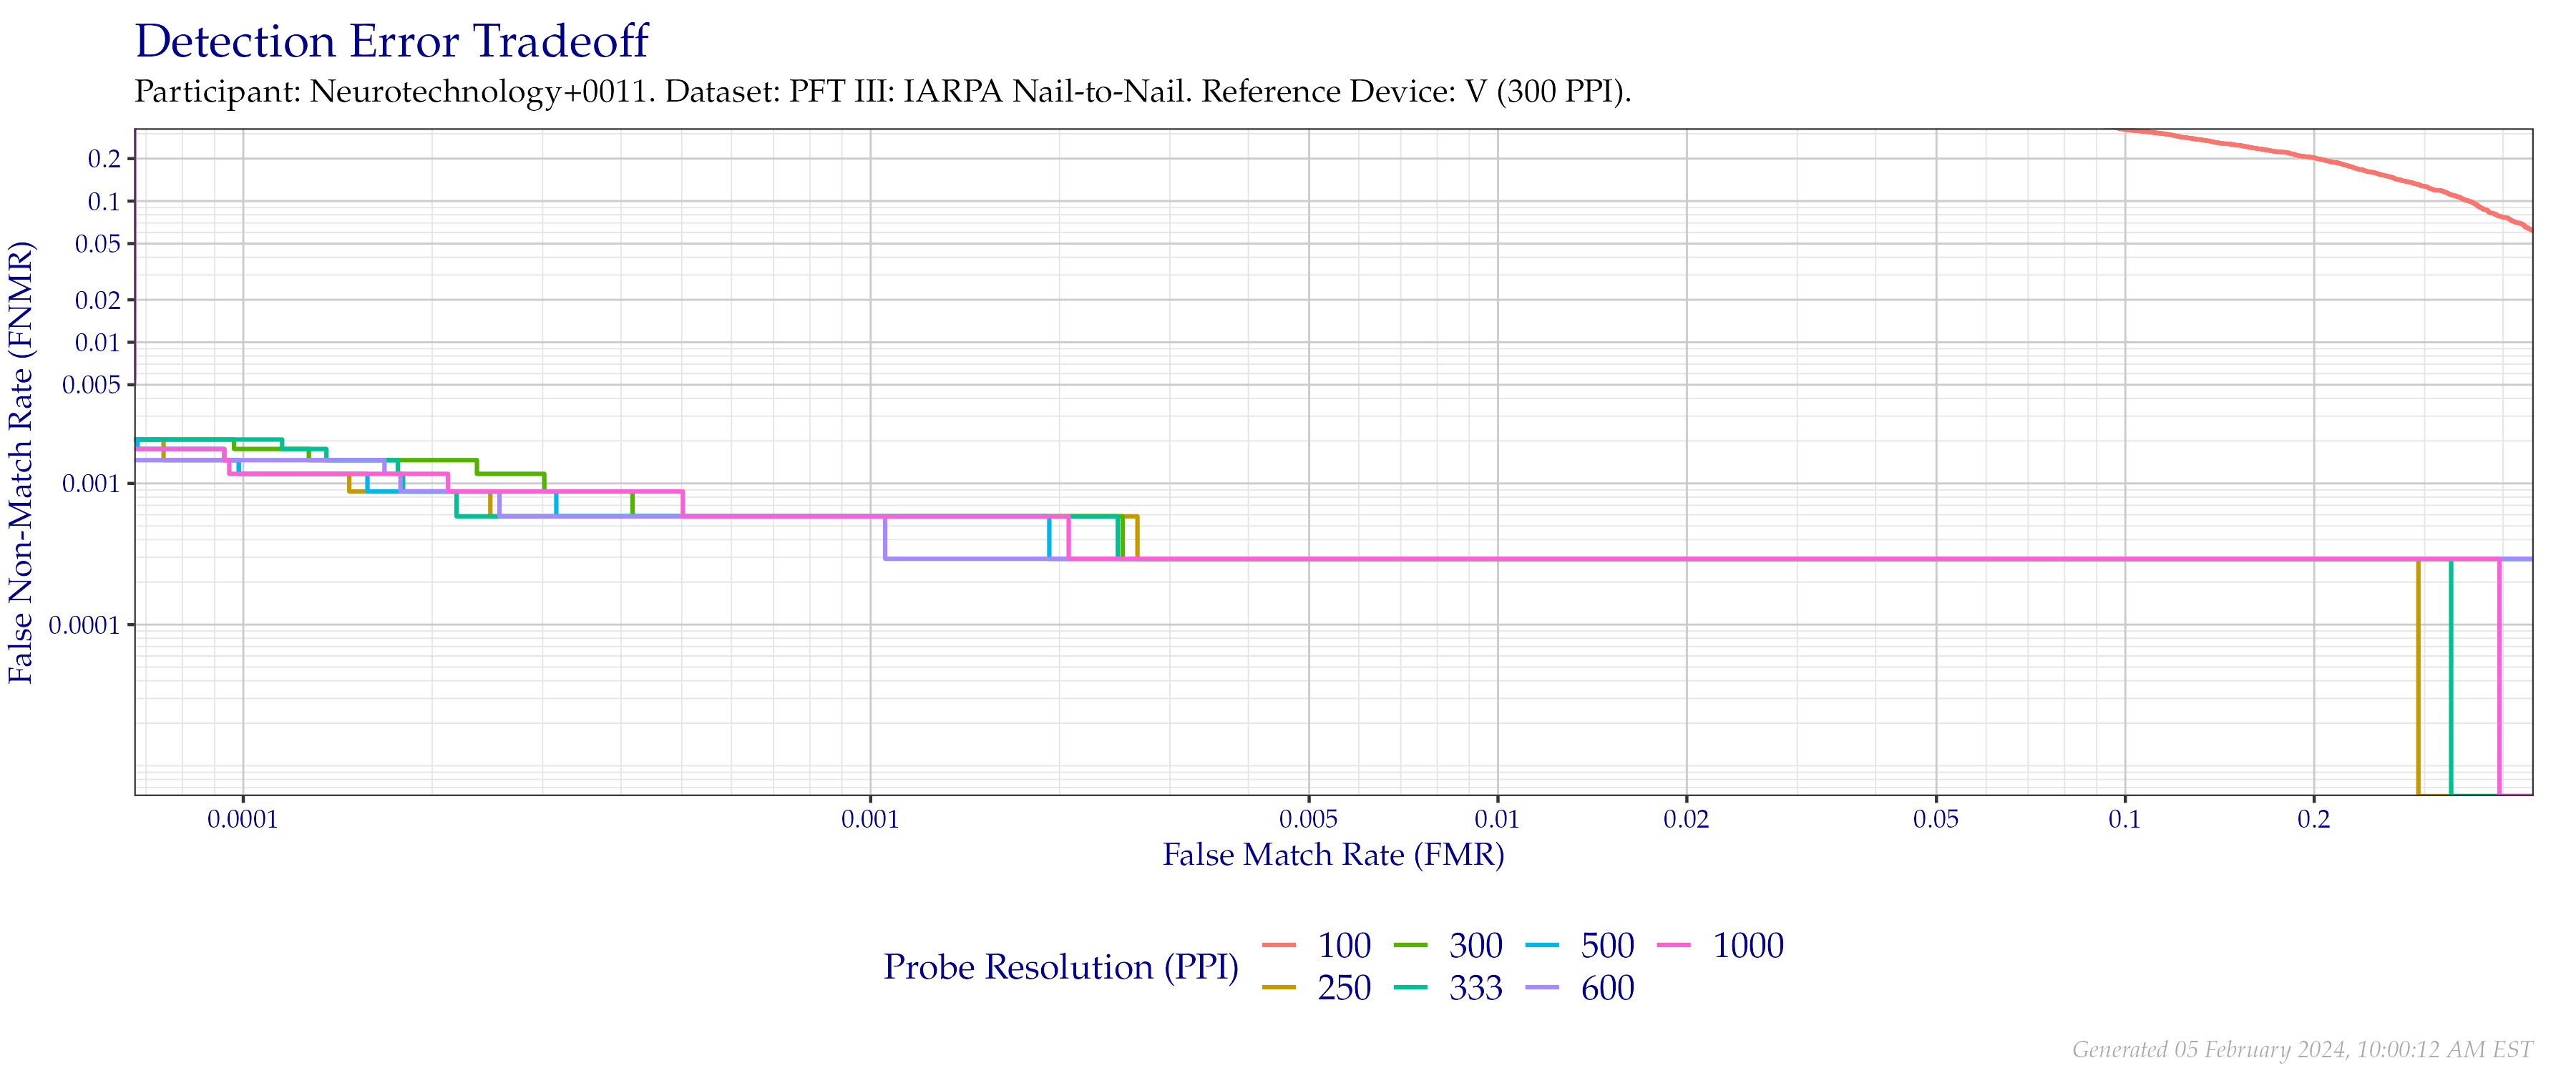 Detection Error Tradeoff
Participant: Neurotechnology+0011. Dataset: PFT III: IARPA Nail-to-Nail. Reference Device: V (300 PPI).
False Non-Match Rate (FNMR)
0.2
0.1
0.05
0.02
0.01
0.005
0.001
0.0001
0.0001 0.001 0.005 0.01 0.02 0.05 0.1 0.2
False Match Rate (FMR)
Probe Resolution (PPI)
100 300 500 1000
250 333 600
Generated 05 February 2024, 10:00:12 AM EST